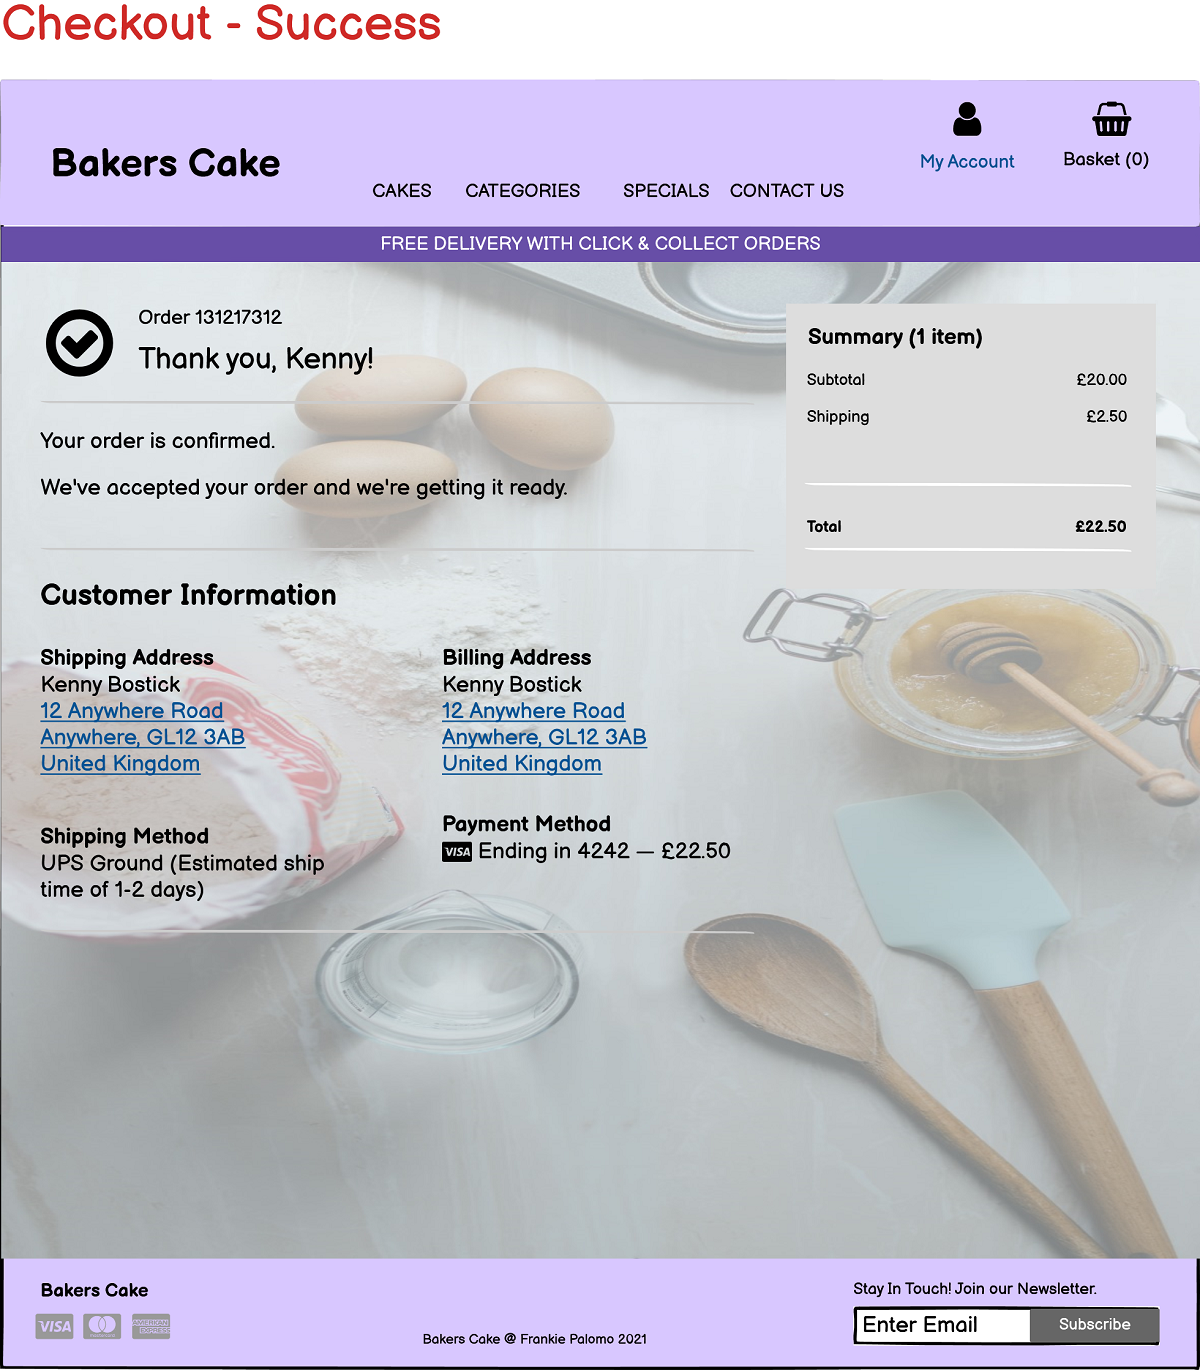 Checkout - Success
My Account
Basket (0)
Bakers Cake
CAKES CATEGORIES SPECIALS CONTACT US
FREE DELIVERY WITH CLICK & COLLECT ORDERS
Order 131217312
Thank you, Kenny!
Your order is confirmed.
We've accepted your order and we're getting it ready.
Summary (1 item)
Subtotal £20.00
Shipping £2.50
Total £22.50
Customer Information
Shipping Address
Kenny Bostick
12 Anywhere Road
Anywhere, GL12 3AB
United Kingdom
Billing Address
Kenny Bostick
12 Anywhere Road
Anywhere, GL12 3AB
United Kingdom
Shipping Method
UPS Ground (Estimated ship
time of 1-2 days)
Payment Method
VISA Ending in 4242 — £22.50
Bakers Cake
VISA
AMERICAN
EXPRESS
Bakers Cake @ Frankie Palomo 2021
Stay In Touch! Join our Newsletter.
Enter Email Subscribe